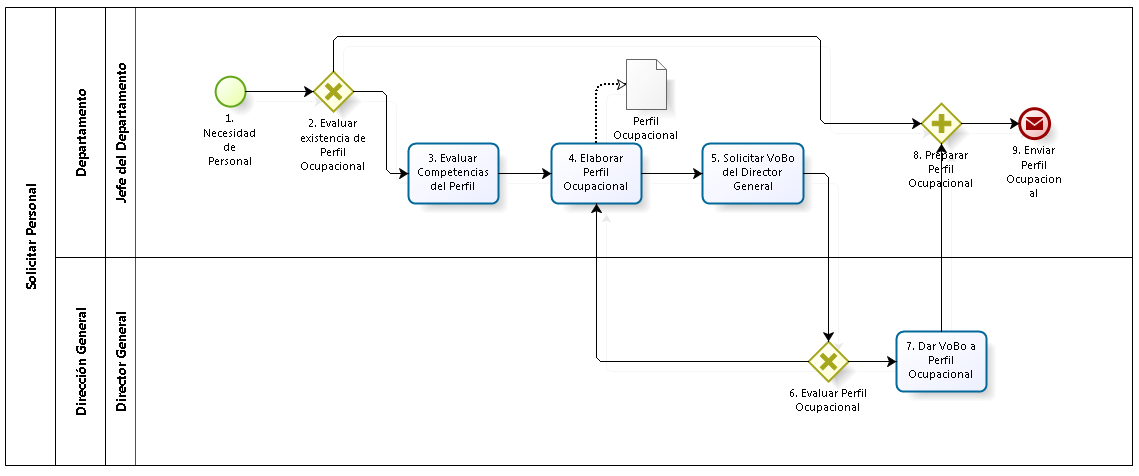 Solicitar Personal
Departamento
Jefe del Departamento
1.
Necesidad
de
Personal
2. Evaluar
existencia de
Perfil
Ocupacional
3. Evaluar
Competencias
del Perfil
4. Elaborar
Perfil
Ocupacional
Perfil
Ocupacional
5. Solicitar VoBo
del Director
General
8. Preparar
Perfil
Ocupacional
9. Enviar
Perfil
Ocupacion
al
Dirección General
Director General
6. Evaluar Perfil
Ocupacional
7. Dar VoBo a
Perfil
Ocupacional